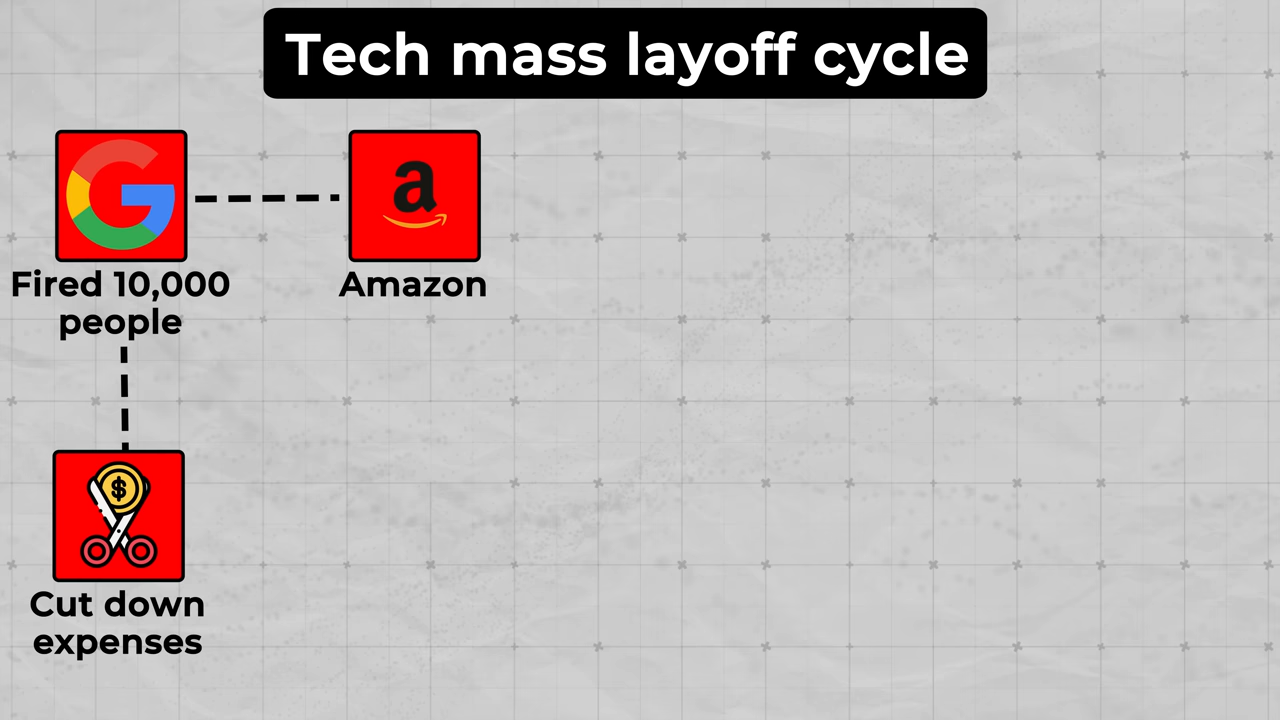 Tech mass layoff cycle
Fired 10,000
people
Amazon
Cut down
expenses